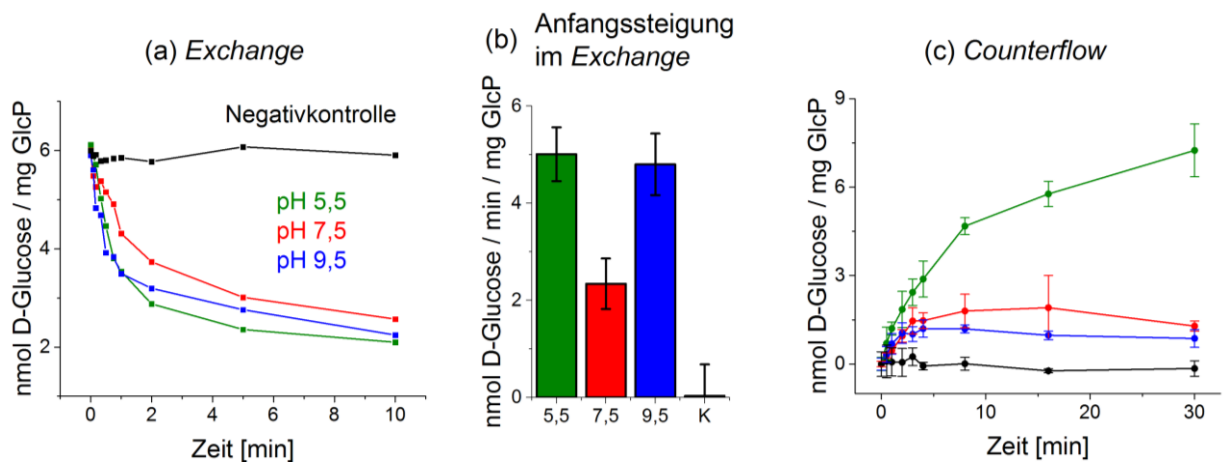 (a) Exchange
nmol D-Glucose / mg GlcP
6
4
2
Negativkontrolle
pH 5,5
pH 7,5
pH 9,5
0
2
4
6
8
10
Zeit [min]
(b) Anfangssteigung
im Exchange
nmol D-Glucose / min / mg GlcP
6
4
2
0
5,5
7,5
9,5
K
(c) Counterflow
nmol D-Glucose / mg GlcP
9
6
3
0
0
10
20
30
Zeit [min]